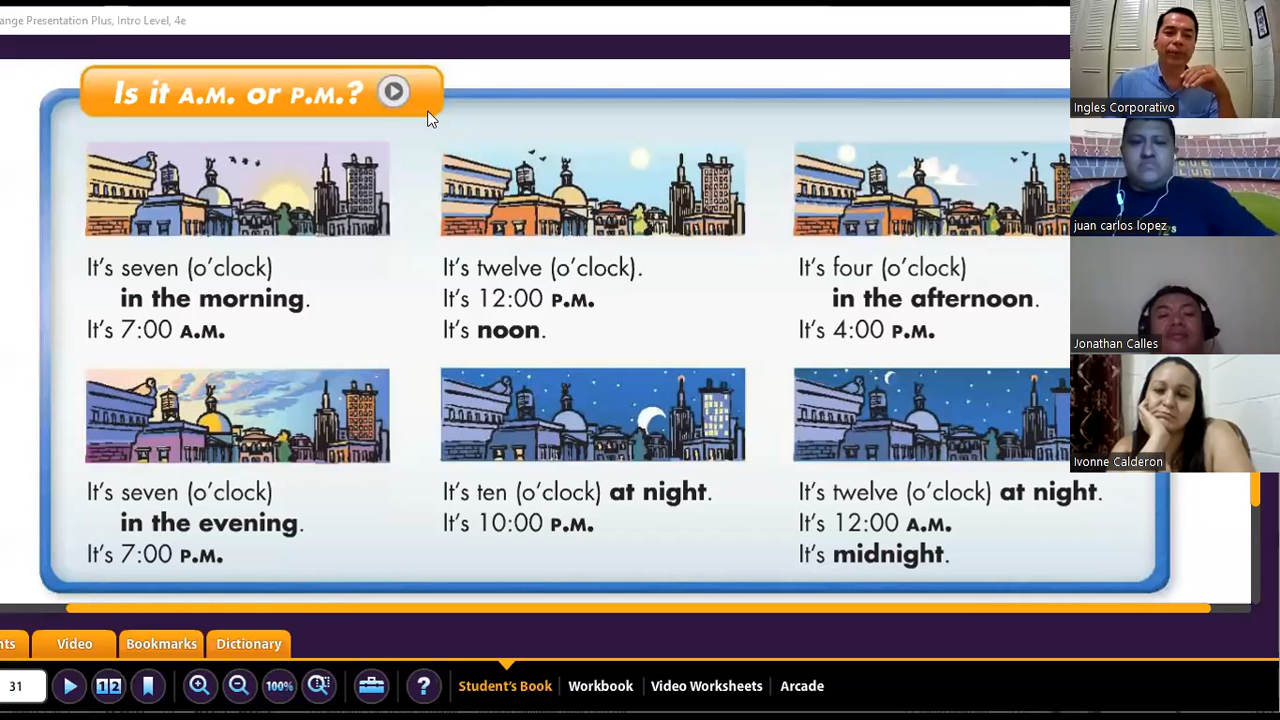 ange Presentation Plus, Intro Level, 4e
Is it A.M. or P.M.?
It's seven (o'clock)
in the morning.
It's 7:00 A.M.
It's twelve (o'clock).
It's 12:00 P.M.
It's noon.
It's four (o'clock)
in the afternoon.
It's 4:00 P.M.
It's seven (o'clock)
in the evening.
It's 7:00 P.M.
It's ten (o'clock) at night.
It's 10:00 P.M.
It's twelve (o'clock) at night.
It's 12:00 A.M.
It's midnight.
Ingles Corporativo
juan carlos lopez
Jonathan Calles
Ivonne Calderon
nts Video Bookmarks Dictionary
31 1 2 100% ? Student's Book Workbook Video Worksheets Arcade